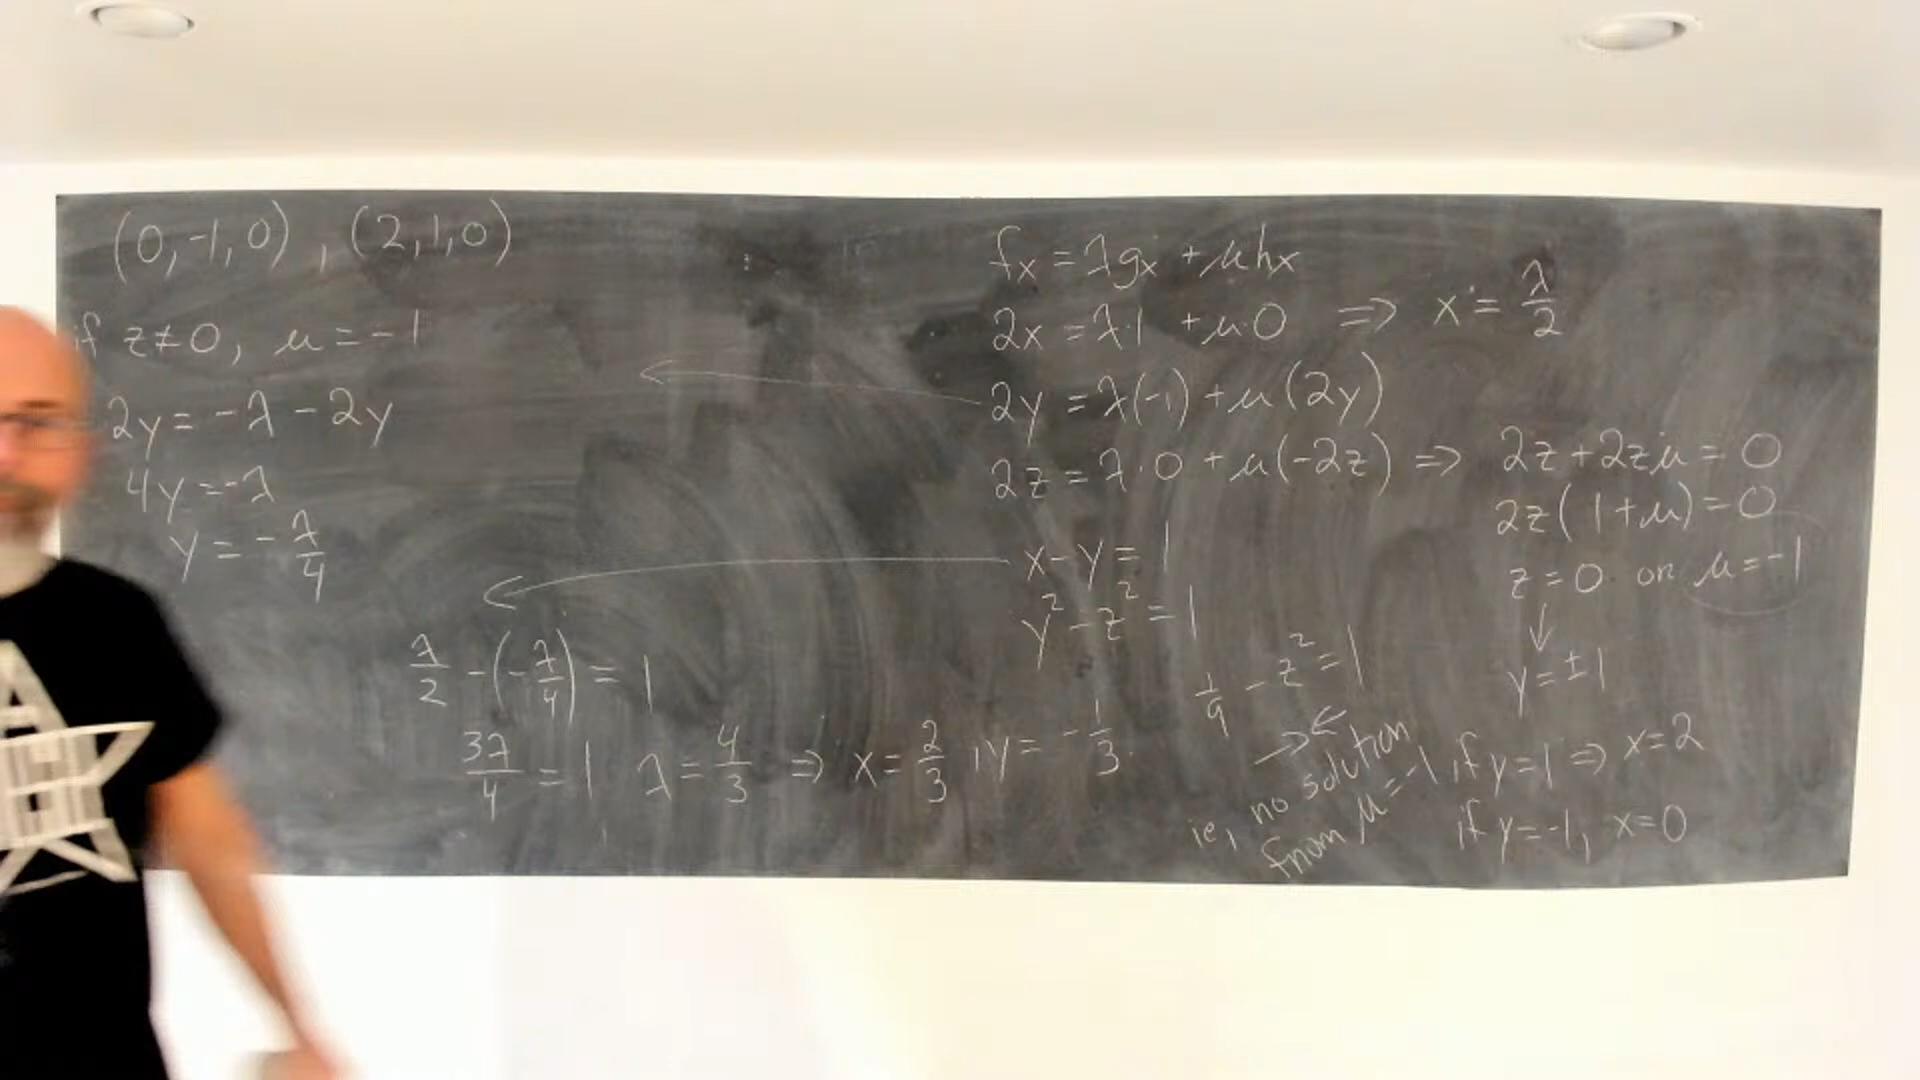 (0,-1,0) , (2,1,0)
if z≠0, μ=-1
2y=-λ-2y
4y=-λ
y=-λ/4
λ/2-(-λ/4)=1
3λ/4=1 λ=4/3 ⇒ x=2/3 , y=-1/3.
fx=λgx+μhx
2x=λ·1+μ·0 ⇒ x=λ/2
2y=λ(-1)+μ(2y)
2z=λ·0+μ(-2z) ⇒ 2z+2zμ=0
2z(1+μ)=0
z=0 or μ=-1
↓
y=±1
x-y=1
y²-z²=1
1/9-z²=1
→←
ie, no solution
from μ=-1
if y=1 ⇒ x=2
if y=-1, x=0